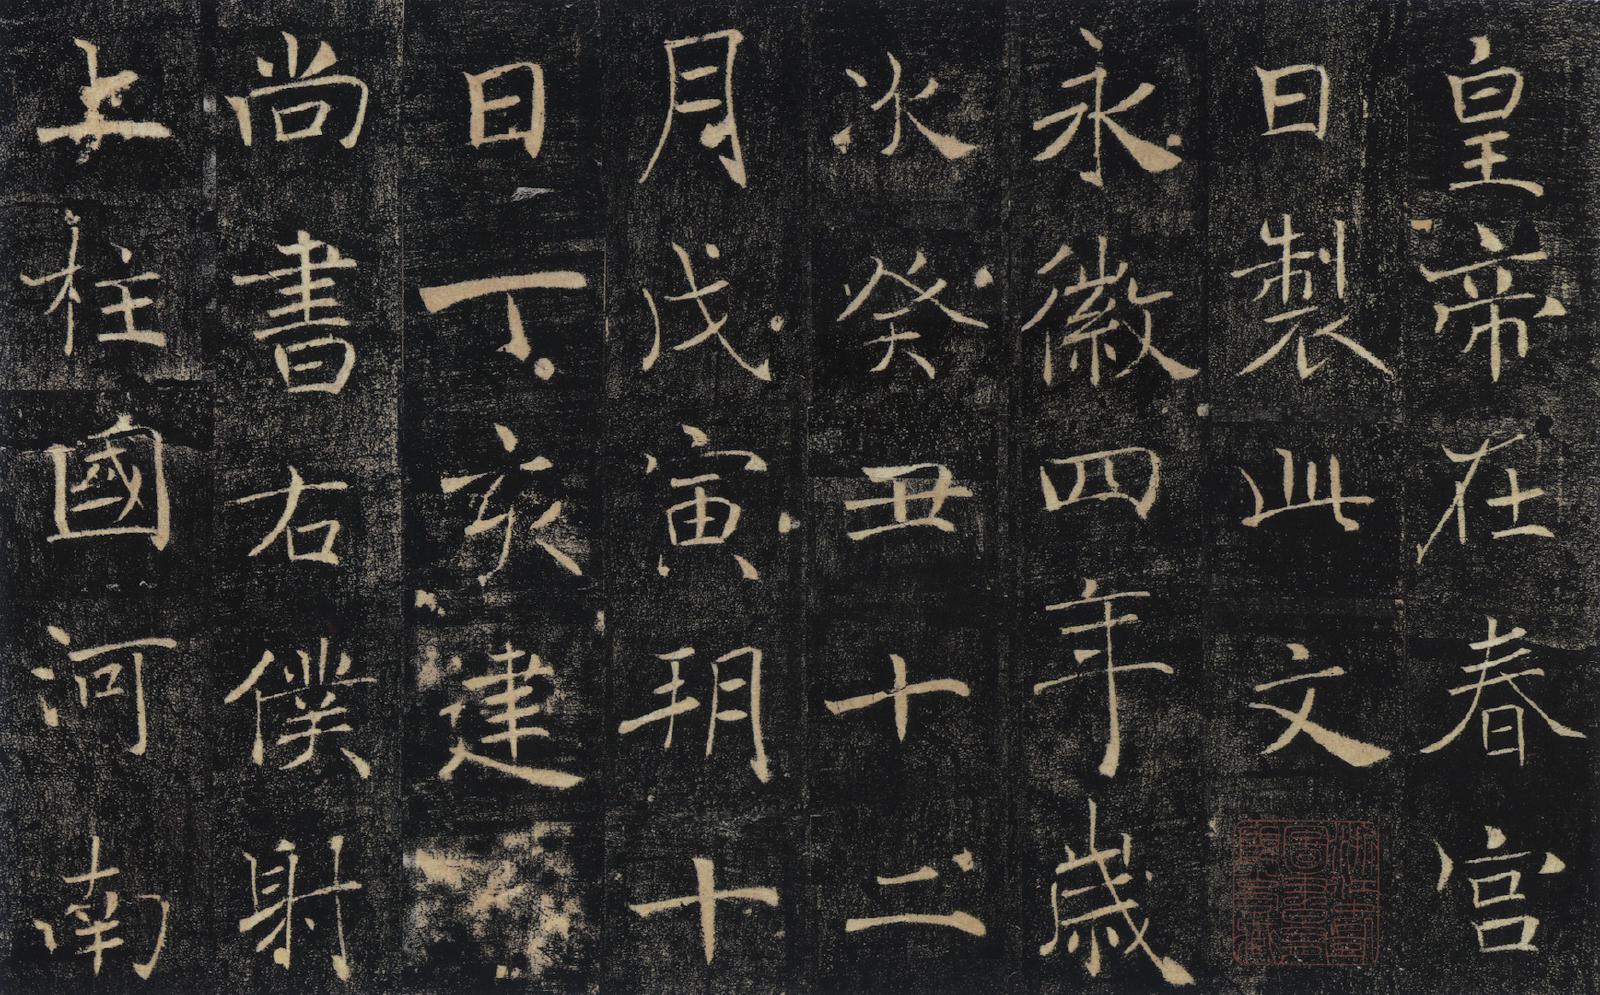 皇帝在春宮
日製此文
永徽四年歲
次癸丑十二
月戊寅朔十
日丁亥建
尚書右僕射
上柱國河南